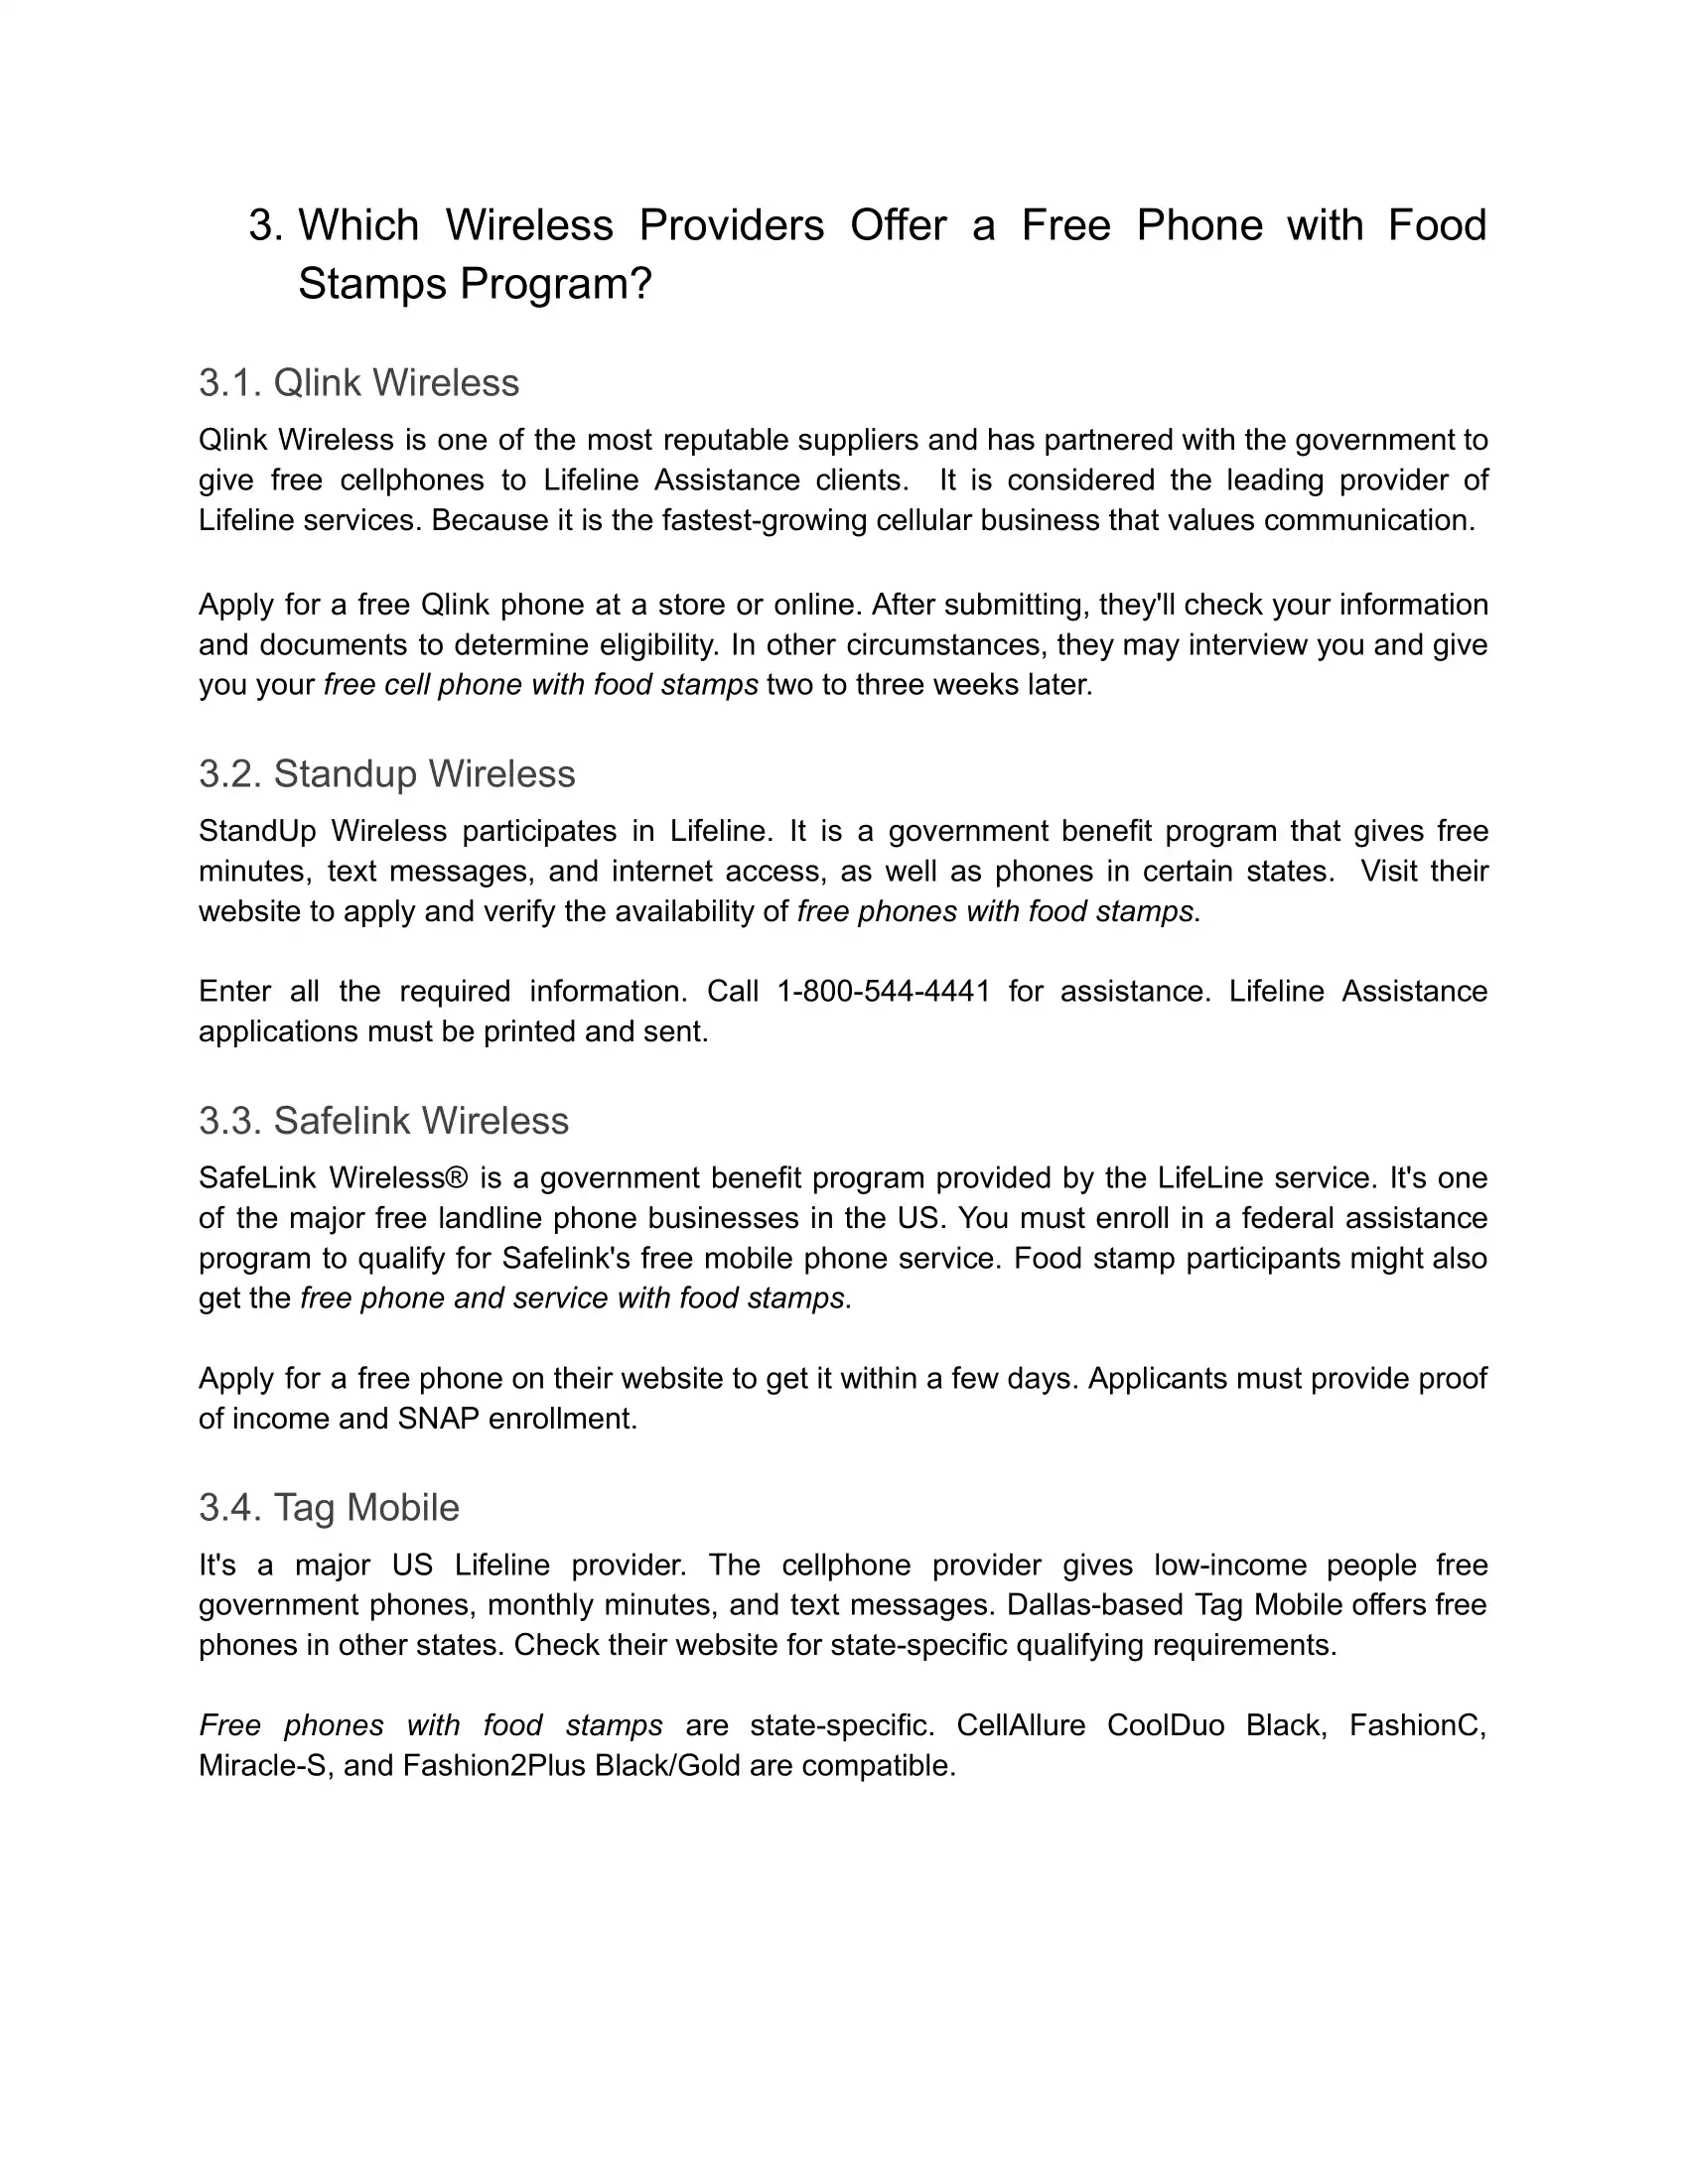 3. Which Wireless Providers Offer a Free Phone with Food
Stamps Program?
3.1. Qlink Wireless
Qlink Wireless is one of the most reputable suppliers and has partnered with the government to
give free cellphones to Lifeline Assistance clients.  It is considered the leading provider of
Lifeline services. Because it is the fastest-growing cellular business that values communication.
Apply for a free Qlink phone at a store or online. After submitting, they'll check your information
and documents to determine eligibility. In other circumstances, they may interview you and give
you your free cell phone with food stamps two to three weeks later.
3.2. Standup Wireless
StandUp Wireless participates in Lifeline. It is a government benefit program that gives free
minutes, text messages, and internet access, as well as phones in certain states.  Visit their
website to apply and verify the availability of free phones with food stamps.
Enter all the required information. Call 1-800-544-4441 for assistance. Lifeline Assistance
applications must be printed and sent.
3.3. Safelink Wireless
SafeLink Wireless® is a government benefit program provided by the LifeLine service. It's one
of the major free landline phone businesses in the US. You must enroll in a federal assistance
program to qualify for Safelink's free mobile phone service. Food stamp participants might also
get the free phone and service with food stamps.
Apply for a free phone on their website to get it within a few days. Applicants must provide proof
of income and SNAP enrollment.
3.4. Tag Mobile
It's a major US Lifeline provider. The cellphone provider gives low-income people free
government phones, monthly minutes, and text messages. Dallas-based Tag Mobile offers free
phones in other states. Check their website for state-specific qualifying requirements.
Free phones with food stamps are state-specific. CellAllure CoolDuo Black, FashionC,
Miracle-S, and Fashion2Plus Black/Gold are compatible.